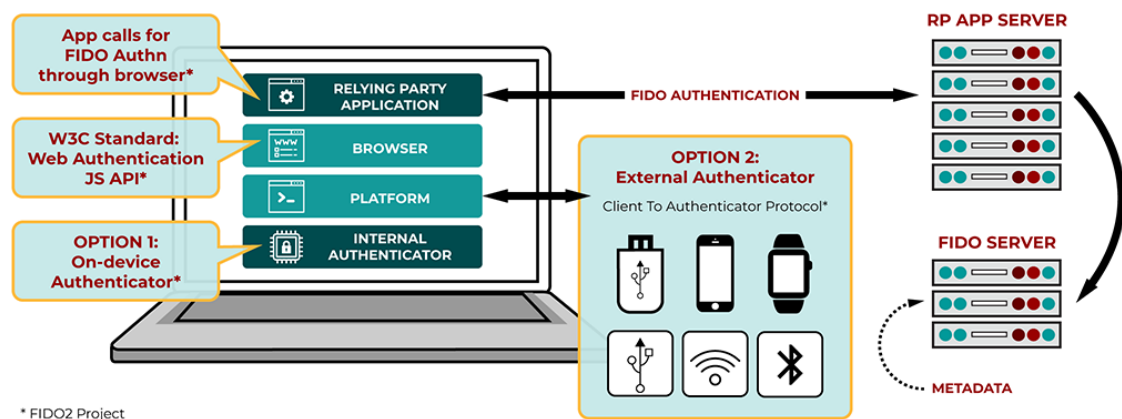 App calls for
FIDO Authn
through browser*
W3C Standard:
Web Authentication
JS API*
OPTION 1:
On-device
Authenticator*
RELYING PARTY
APPLICATION
WWW
BROWSER
PLATFORM
INTERNAL
AUTHENTICATOR
FIDO AUTHENTICATION
OPTION 2:
External Authenticator
Client To Authenticator Protocol*
RP APP SERVER
FIDO SERVER
METADATA
* FIDO2 Project